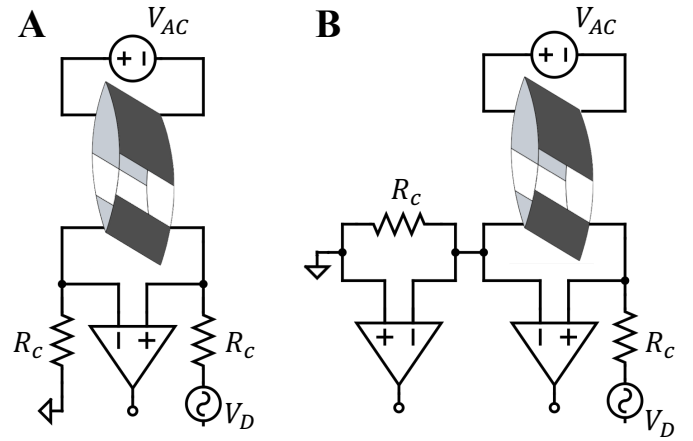 A
V_AC
+ -
R_c
- +
R_c
V_D
B
V_AC
+ -
R_c
- +
- +
R_c
V_D